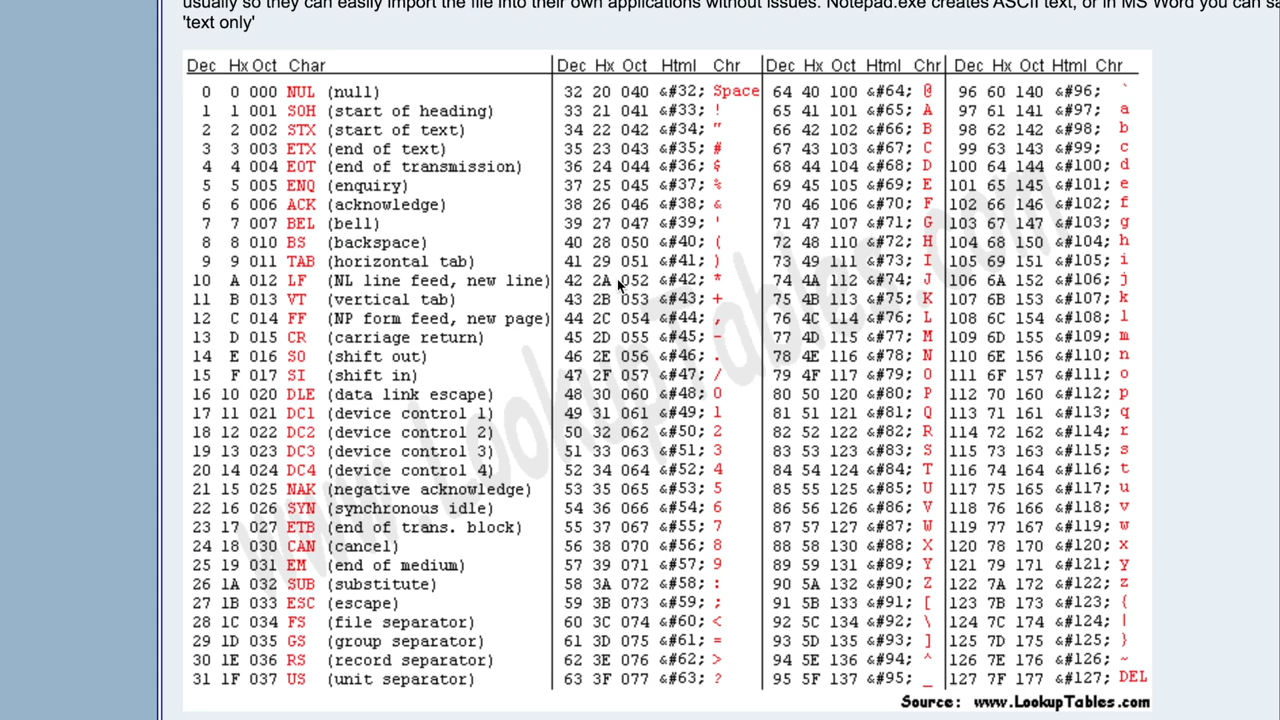 usually so they can easily import the file into their own applications without issues. Notepad.exe creates ASCII text, or in MS Word you can sa
'text only'
Dec Hx Oct Char Dec Hx Oct Html Chr Dec Hx Oct Html Chr Dec Hx Oct Html Chr
0 0 000 NUL (null) 32 20 040 &#32; Space 64 40 100 &#64; @ 96 60 140 &#96; `
1 1 001 SOH (start of heading) 33 21 041 &#33; ! 65 41 101 &#65; A 97 61 141 &#97; a
2 2 002 STX (start of text) 34 22 042 &#34; " 66 42 102 &#66; B 98 62 142 &#98; b
3 3 003 ETX (end of text) 35 23 043 &#35; # 67 43 103 &#67; C 99 63 143 &#99; c
4 4 004 EOT (end of transmission) 36 24 044 &#36; $ 68 44 104 &#68; D 100 64 144 &#100; d
5 5 005 ENQ (enquiry) 37 25 045 &#37; % 69 45 105 &#69; E 101 65 145 &#101; e
6 6 006 ACK (acknowledge) 38 26 046 &#38; & 70 46 106 &#70; F 102 66 146 &#102; f
7 7 007 BEL (bell) 39 27 047 &#39; ' 71 47 107 &#71; G 103 67 147 &#103; g
8 8 010 BS (backspace) 40 28 050 &#40; ( 72 48 110 &#72; H 104 68 150 &#104; h
9 9 011 TAB (horizontal tab) 41 29 051 &#41; ) 73 49 111 &#73; I 105 69 151 &#105; i
10 A 012 LF (NL line feed, new line) 42 2A 052 &#42; * 74 4A 112 &#74; J 106 6A 152 &#106; j
11 B 013 VT (vertical tab) 43 2B 053 &#43; + 75 4B 113 &#75; K 107 6B 153 &#107; k
12 C 014 FF (NP form feed, new page) 44 2C 054 &#44; , 76 4C 114 &#76; L 108 6C 154 &#108; l
13 D 015 CR (carriage return) 45 2D 055 &#45; - 77 4D 115 &#77; M 109 6D 155 &#109; m
14 E 016 SO (shift out) 46 2E 056 &#46; . 78 4E 116 &#78; N 110 6E 156 &#110; n
15 F 017 SI (shift in) 47 2F 057 &#47; / 79 4F 117 &#79; O 111 6F 157 &#111; o
16 10 020 DLE (data link escape) 48 30 060 &#48; 0 80 50 120 &#80; P 112 70 160 &#112; p
17 11 021 DC1 (device control 1) 49 31 061 &#49; 1 81 51 121 &#81; Q 113 71 161 &#113; q
18 12 022 DC2 (device control 2) 50 32 062 &#50; 2 82 52 122 &#82; R 114 72 162 &#114; r
19 13 023 DC3 (device control 3) 51 33 063 &#51; 3 83 53 123 &#83; S 115 73 163 &#115; s
20 14 024 DC4 (device control 4) 52 34 064 &#52; 4 84 54 124 &#84; T 116 74 164 &#116; t
21 15 025 NAK (negative acknowledge) 53 35 065 &#53; 5 85 55 125 &#85; U 117 75 165 &#117; u
22 16 026 SYN (synchronous idle) 54 36 066 &#54; 6 86 56 126 &#86; V 118 76 166 &#118; v
23 17 027 ETB (end of trans. block) 55 37 067 &#55; 7 87 57 127 &#87; W 119 77 167 &#119; w
24 18 030 CAN (cancel) 56 38 070 &#56; 8 88 58 130 &#88; X 120 78 170 &#120; x
25 19 031 EM (end of medium) 57 39 071 &#57; 9 89 59 131 &#89; Y 121 79 171 &#121; y
26 1A 032 SUB (substitute) 58 3A 072 &#58; : 90 5A 132 &#90; Z 122 7A 172 &#122; z
27 1B 033 ESC (escape) 59 3B 073 &#59; ; 91 5B 133 &#91; [ 123 7B 173 &#123; {
28 1C 034 FS (file separator) 60 3C 074 &#60; < 92 5C 134 &#92; \ 124 7C 174 &#124; |
29 1D 035 GS (group separator) 61 3D 075 &#61; = 93 5D 135 &#93; ] 125 7D 175 &#125; }
30 1E 036 RS (record separator) 62 3E 076 &#62; > 94 5E 136 &#94; ^ 126 7E 176 &#126; ~
31 1F 037 US (unit separator) 63 3F 077 &#63; ? 95 5F 137 &#95; _ 127 7F 177 &#127; DEL
Source: www.LookupTables.com
www.LookupTables.com